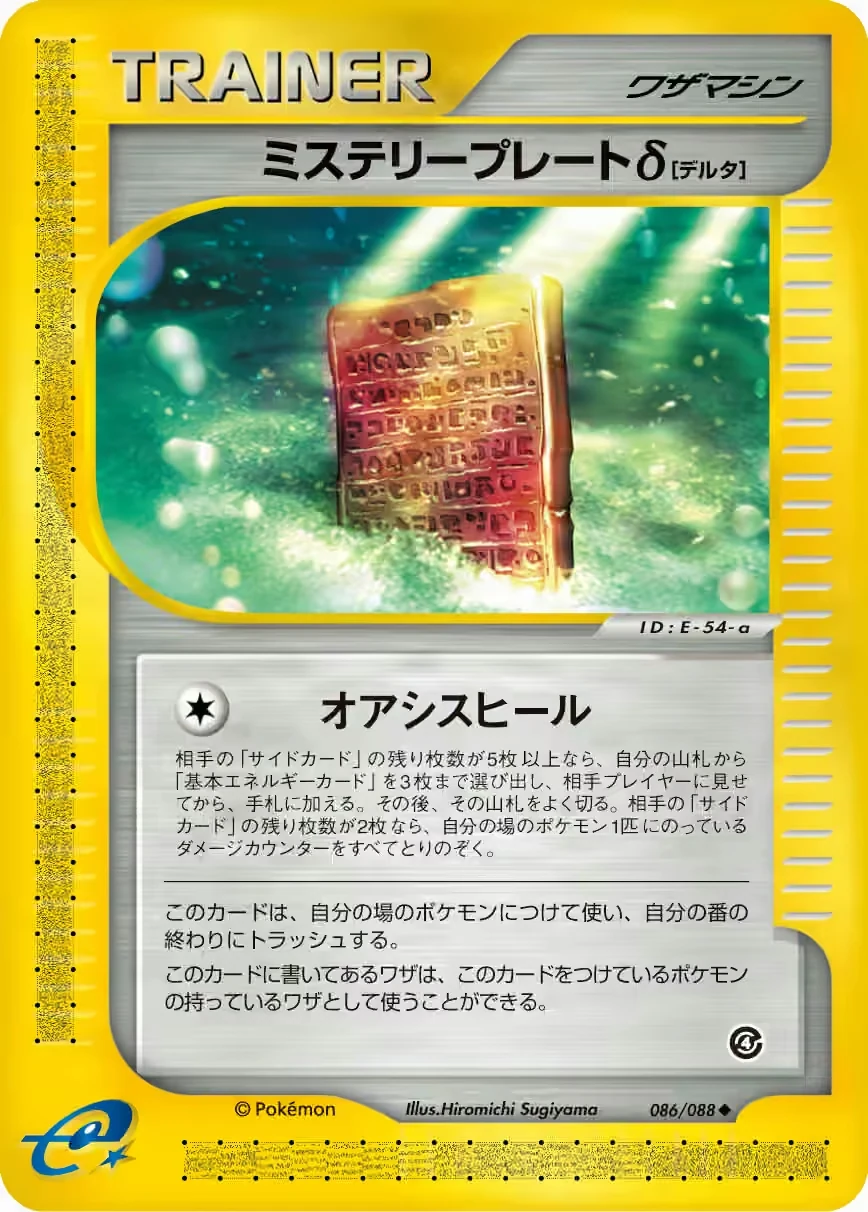 TRAINER
ワザマシン
ミステリープレートδ[デルタ]
ID:E-54-a
オアシスヒール
相手の「サイドカード」の残り枚数が5枚以上なら、自分の山札から
「基本エネルギーカード」を3枚まで選び出し、相手プレイヤーに見せ
てから、手札に加える。その後、その山札をよく切る。相手の「サイド
カード」の残り枚数が2枚なら、自分の場のポケモン1匹にのっている
ダメージカウンターをすべてとりのぞく。
このカードは、自分の場のポケモンにつけて使い、自分の番の
終わりにトラッシュする。
このカードに書いてあるワザは、このカードをつけているポケモン
の持っているワザとして使うことができる。
4
© Pokémon
Illus.Hiromichi Sugiyama
086/088◆
e